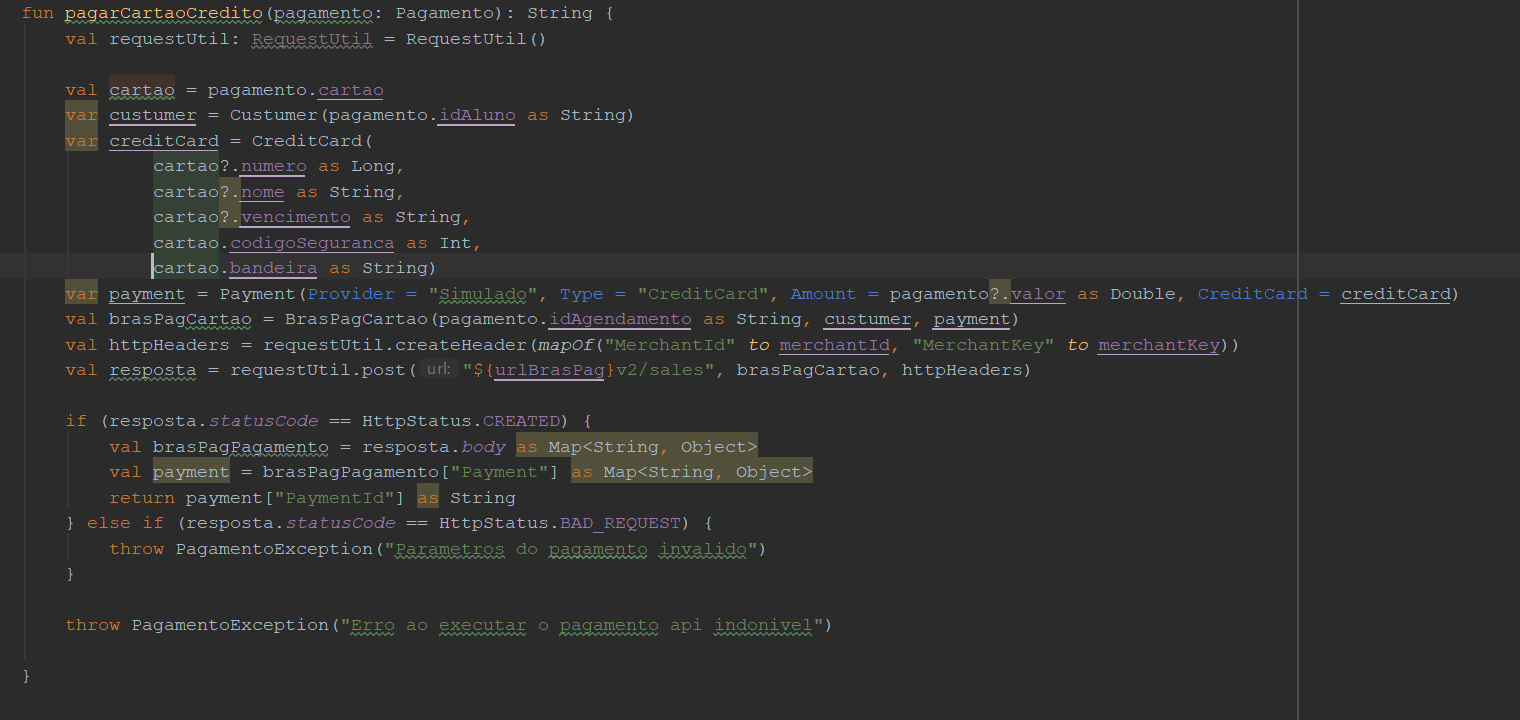 fun pagarCartaoCredito(pagamento: Pagamento): String {
val requestUtil: RequestUtil = RequestUtil()
val cartao = pagamento.cartao
var custumer = Custumer(pagamento.idAluno as String)
var creditCard = CreditCard(
cartao?.numero as Long,
cartao?.nome as String,
cartao?.vencimento as String,
cartao.codigoSeguranca as Int,
cartao.bandeira as String)
var payment = Payment(Provider = "Simulado", Type = "CreditCard", Amount = pagamento?.valor as Double, CreditCard = creditCard)
val brasPagCartao = BrasPagCartao(pagamento.idAgendamento as String, custumer, payment)
val httpHeaders = requestUtil.createHeader(mapOf("MerchantId" to merchantId, "MerchantKey" to merchantKey))
val resposta = requestUtil.post( url: "${urlBrasPag}v2/sales", brasPagCartao, httpHeaders)
if (resposta.statusCode == HttpStatus.CREATED) {
val brasPagPagamento = resposta.body as Map<String, Object>
val payment = brasPagPagamento["Payment"] as Map<String, Object>
return payment["PaymentId"] as String
} else if (resposta.statusCode == HttpStatus.BAD_REQUEST) {
throw PagamentoException("Parametros do pagamento invalido")
}
throw PagamentoException("Erro ao executar o pagamento api indonivel")
}